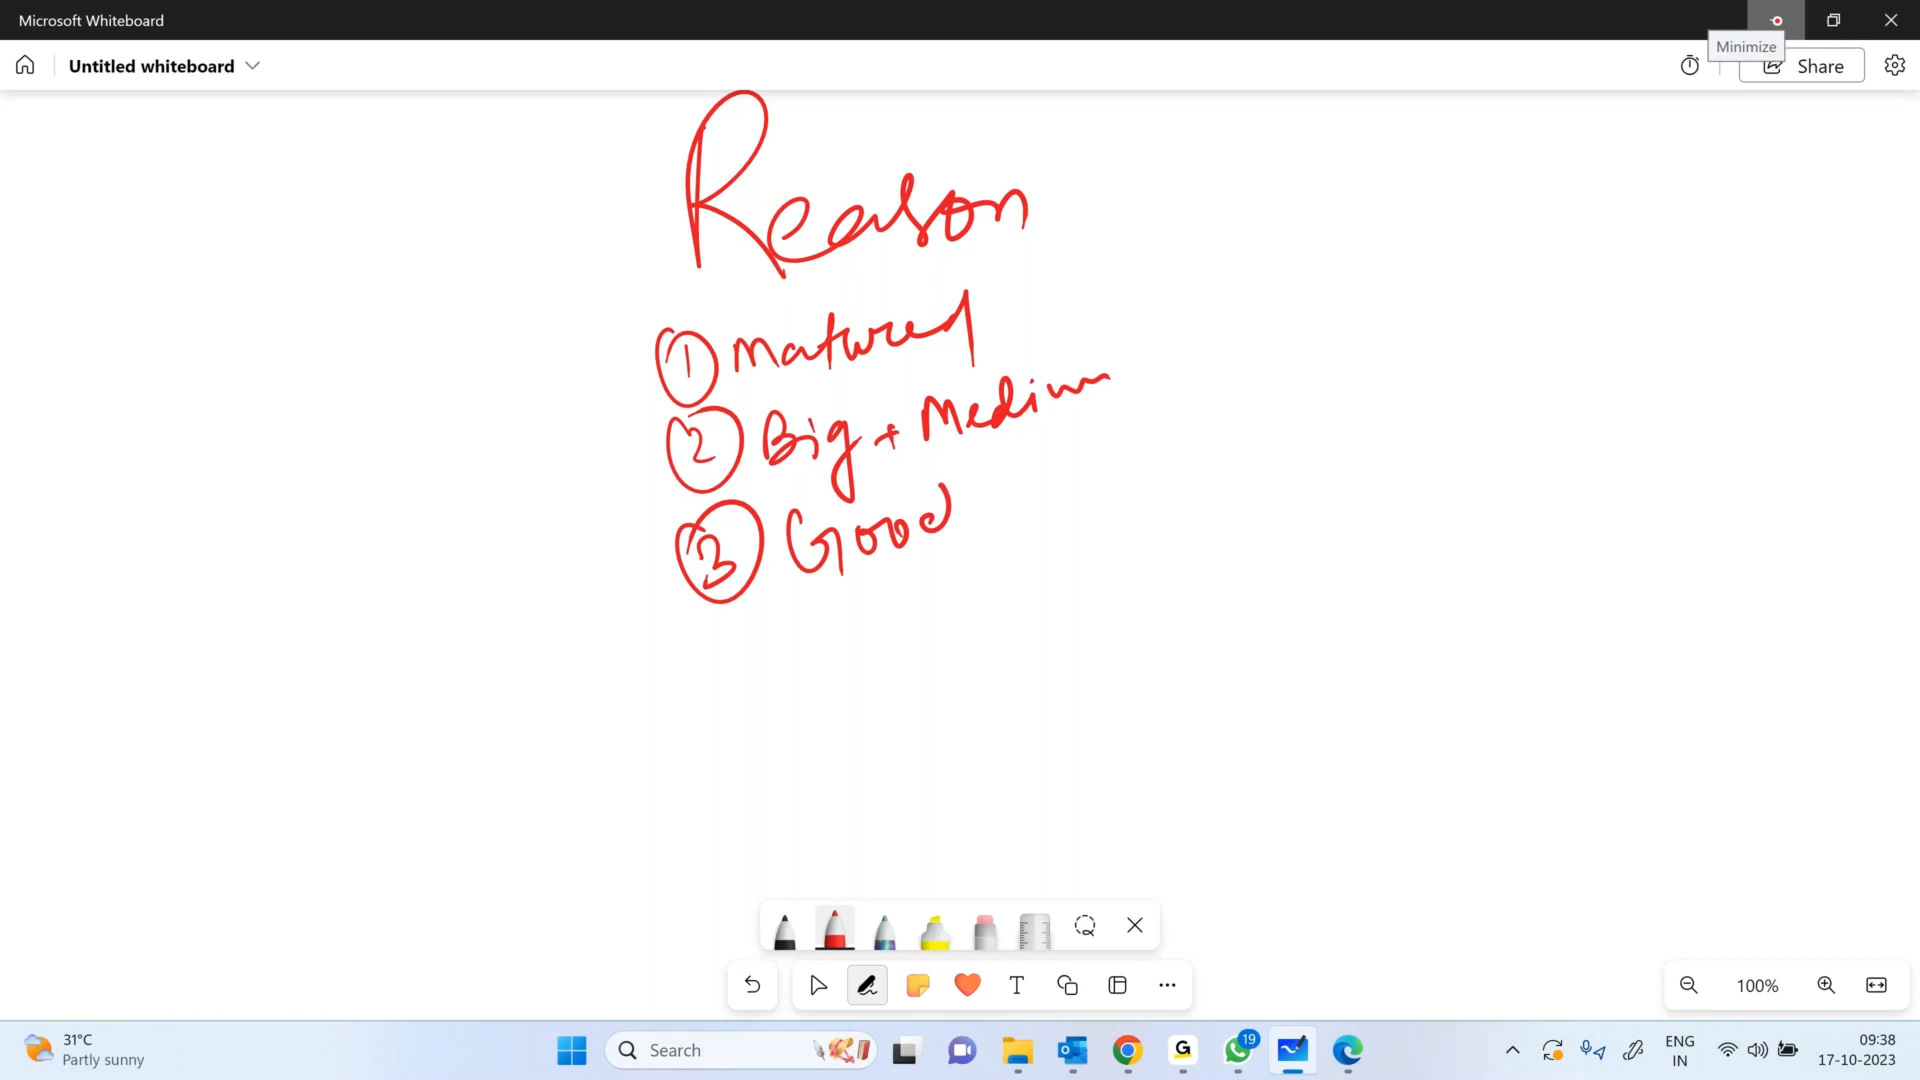 Microsoft Whiteboard
Minimize
Untitled whiteboard
Share
Reason
1 Matured
2 Big + Medium
3 Good
100%
31°C
Partly sunny
Search
G
19
ENG
IN
09:38
17-10-2023